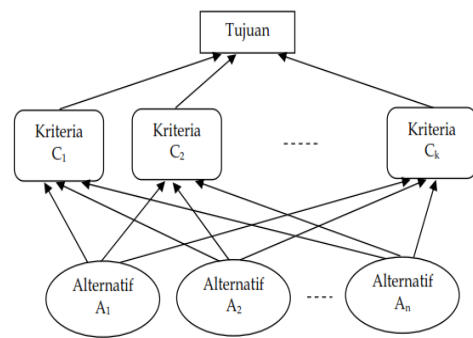 Tujuan
Kriteria
C1
Kriteria
C2
Kriteria
Ck
Alternatif
A1
Alternatif
A2
Alternatif
An